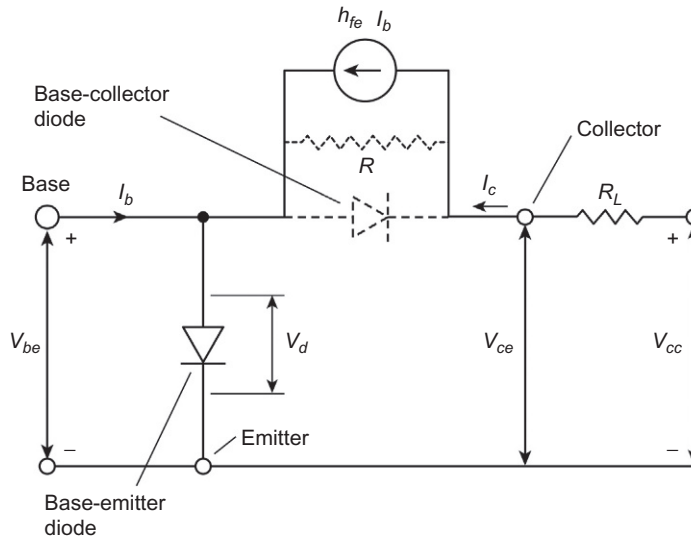 h_fe I_b
Base-collector
diode
Collector
R
Base
I_b
I_c
R_L
+
+
V_be
V_d
V_ce
V_cc
–
–
Emitter
Base-emitter
diode